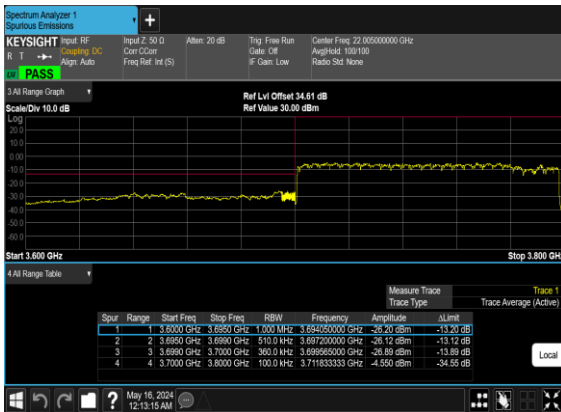 Spectrum Analyzer 1
Spurious Emissions
KEYSIGHT Input: RF Input Z: 50 Ω Atten: 20 dB Trig: Free Run Center Freq: 22.005000000 GHz
R T Coupling: DC Corr CCorr Gate: Off Avg|Hold: 100/100
Align: Auto Freq Ref: Int (S) IF Gain: Low Radio Std: None
PASS
3 All Range Graph
Ref Lvl Offset 34.61 dB
Scale/Div 10.0 dB Ref Value 30.00 dBm
Log
20.0
10.0
0.00
-10.0
-20.0
-30.0
-40.0
-50.0
-60.0
Start 3.600 GHz Stop 3.800 GH
4 All Range Table
Measure Trace Trace 1
Trace Type Trace Average (Active)
Spur Range Start Freq Stop Freq RBW Frequency Amplitude ΔLimit
1 1 3.6000 GHz 3.6950 GHz 1.000 MHz 3.694050000 GHz -26.20 dBm -13.20 dB
2 2 3.6950 GHz 3.6990 GHz 510.0 kHz 3.697200000 GHz -26.12 dBm -13.12 dB
3 3 3.6990 GHz 3.7000 GHz 360.0 kHz 3.699565000 GHz -26.89 dBm -13.89 dB
4 4 3.7000 GHz 3.8000 GHz 100.0 kHz 3.711833333 GHz -4.550 dBm -34.55 dB
Local
May 16, 2024
12:13:15 AM